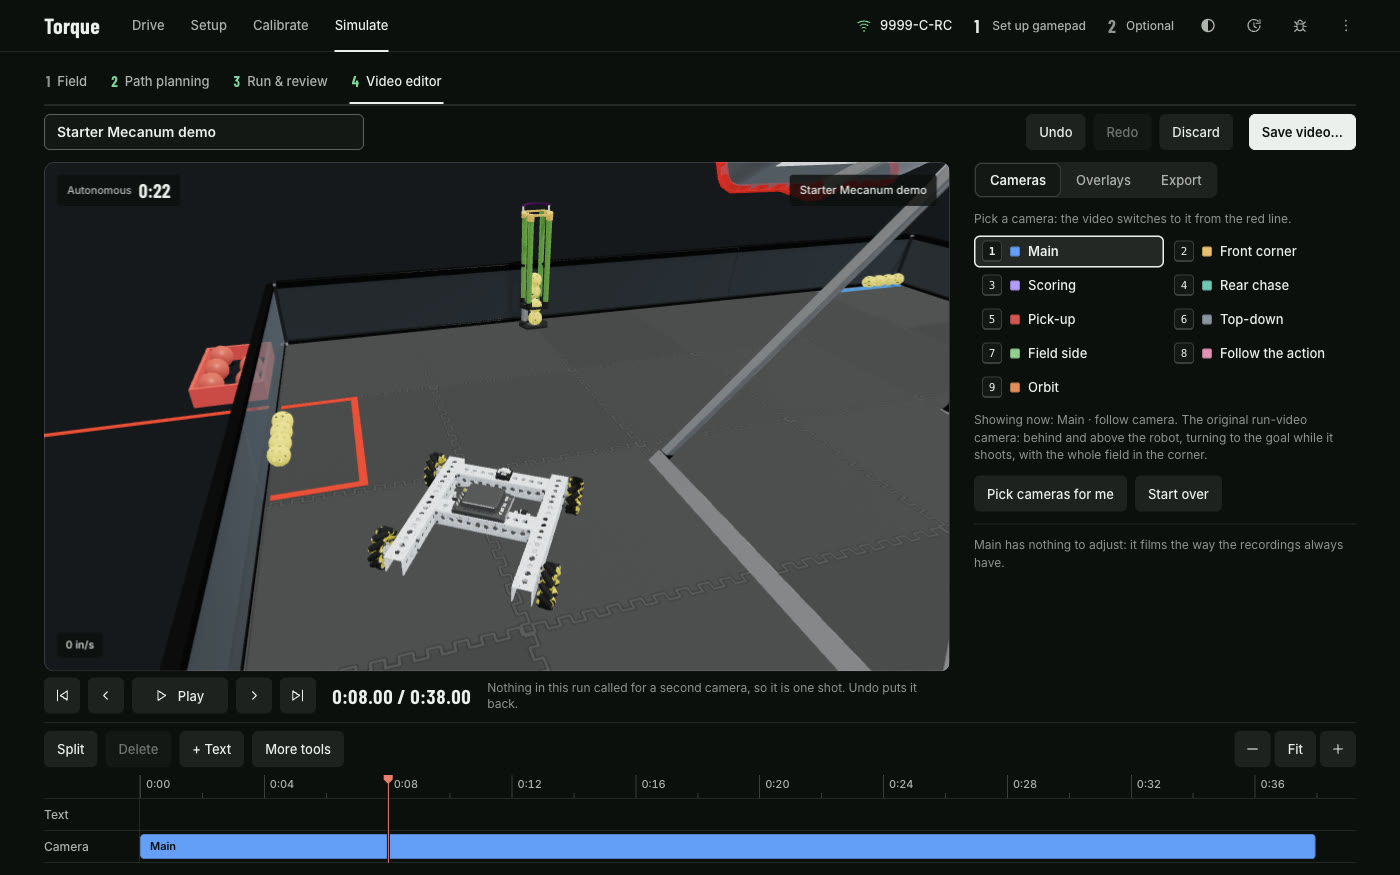 Torque
Drive Setup Calibrate Simulate
9999-C-RC 1 Set up gamepad 2 Optional
1 Field 2 Path planning 3 Run & review 4 Video editor
Starter Mecanum demo
Undo Redo Discard Save video...
Autonomous 0:22
Starter Mecanum demo
0 in/s
Cameras Overlays Export
Pick a camera: the video switches to it from the red line.
1 Main 2 Front corner
3 Scoring 4 Rear chase
5 Pick-up 6 Top-down
7 Field side 8 Follow the action
9 Orbit
Showing now: Main · follow camera. The original run-video
camera: behind and above the robot, turning to the goal while it
shoots, with the whole field in the corner.
Pick cameras for me Start over
Main has nothing to adjust: it films the way the recordings always
have.
Play 0:08.00 / 0:38.00
Nothing in this run called for a second camera, so it is one shot. Undo puts it
back.
Split Delete + Text More tools
Fit
0:00 0:04 0:08 0:12 0:16 0:20 0:24 0:28 0:32 0:36
Text
Camera Main